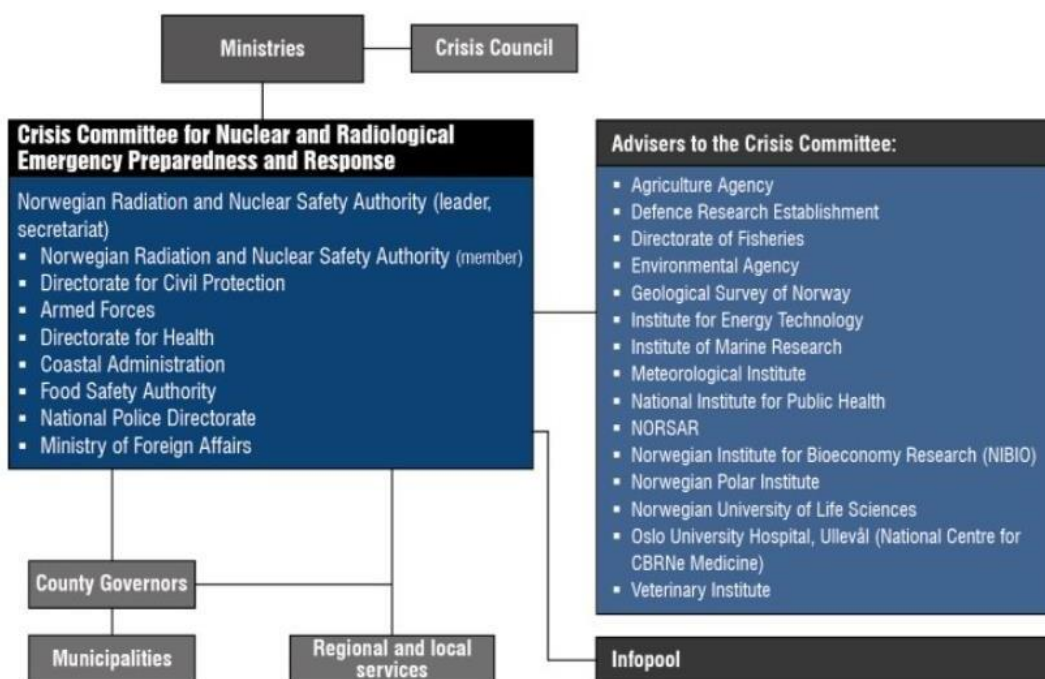 Ministries
Crisis Council
Crisis Committee for Nuclear and Radiological
Emergency Preparedness and Response
Norwegian Radiation and Nuclear Safety Authority (leader,
secretariat)
▪ Norwegian Radiation and Nuclear Safety Authority (member)
▪ Directorate for Civil Protection
▪ Armed Forces
▪ Directorate for Health
▪ Coastal Administration
▪ Food Safety Authority
▪ National Police Directorate
▪ Ministry of Foreign Affairs
Advisers to the Crisis Committee:
▪ Agriculture Agency
▪ Defence Research Establishment
▪ Directorate of Fisheries
▪ Environmental Agency
▪ Geological Survey of Norway
▪ Institute for Energy Technology
▪ Institute of Marine Research
▪ Meteorological Institute
▪ National Institute for Public Health
▪ NORSAR
▪ Norwegian Institute for Bioeconomy Research (NIBIO)
▪ Norwegian Polar Institute
▪ Norwegian University of Life Sciences
▪ Oslo University Hospital, Ullevål (National Centre for
CBRNe Medicine)
▪ Veterinary Institute
County Governors
Municipalities
Regional and local
services
Infopool